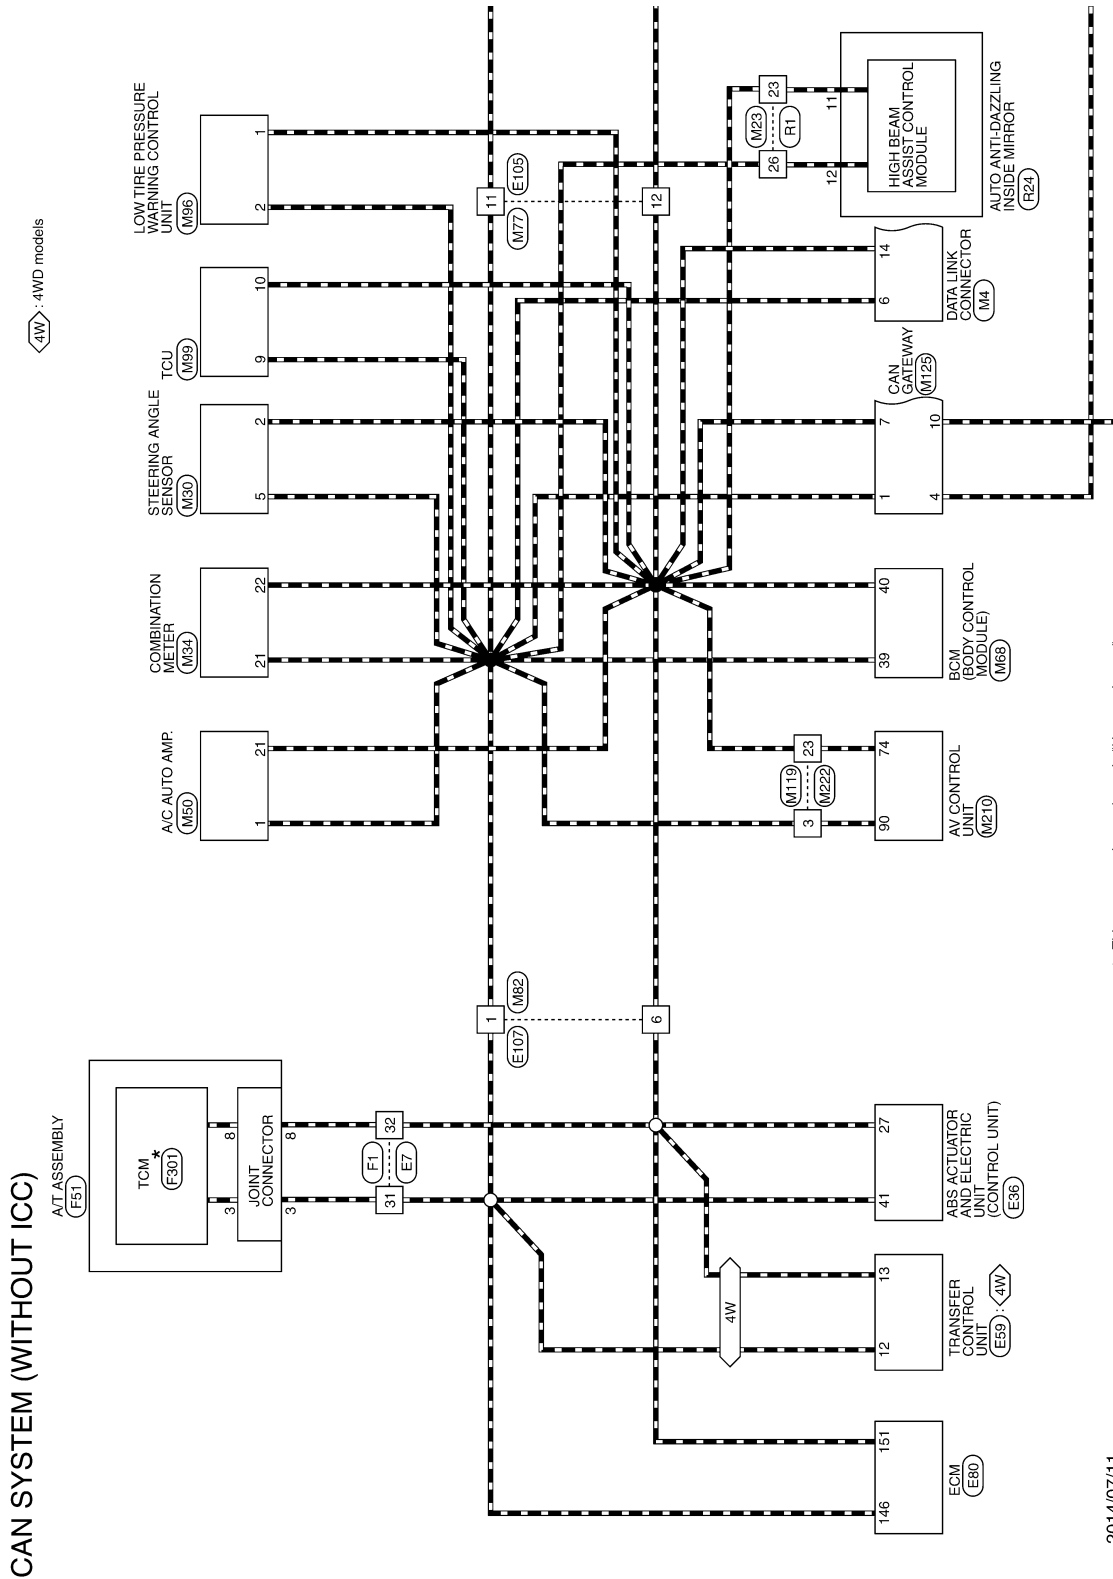 CAN SYSTEM (WITHOUT ICC)
4W : 4WD models
A/T ASSEMBLY
F51
TCM*
F301
3
8
JOINT
CONNECTOR
3
8
31
32
F1
E7
A/C AUTO AMP.
M50
1
21
COMBINATION
METER
M34
21
22
STEERING ANGLE
SENSOR
M30
5
2
TCU
M99
9
10
LOW TIRE PRESSURE
WARNING CONTROL
UNIT
M96
2
1
1
E107
M82
6
11
M77
E105
12
4W
146
151
ECM
E80
12
13
TRANSFER
CONTROL
UNIT
E59 : 4W
41
27
ABS ACTUATOR
AND ELECTRIC
UNIT
(CONTROL UNIT)
E36
3
23
M119
M222
90
74
AV CONTROL
UNIT
M210
39
40
BCM
(BODY CONTROL
MODULE)
M68
1
7
4
10
CAN
GATEWAY
M125
6
14
DATA LINK
CONNECTOR
M4
26
23
M23
R1
12
11
HIGH BEAM
ASSIST CONTROL
MODULE
AUTO ANTI-DAZZLING
INSIDE MIRROR
R24
2014/07/11